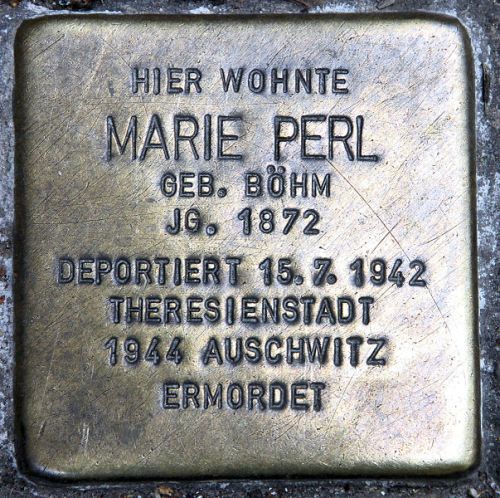 HIER WOHNTE
MARIE PERL
GEB. BÖHM
JG. 1872
DEPORTIERT 15.7.1942
THERESIENSTADT
1944 AUSCHWITZ
ERMORDET